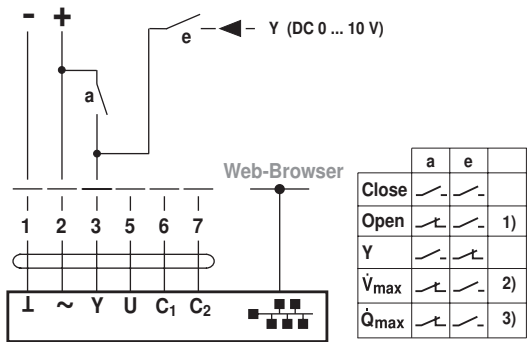 - +
e
Y (DC 0 ... 10 V)
a
Web-Browser
1 2 3 5 6 7
⊥ ~ Y U C1 C2
a e
Close
Open 1)
Y
V̇max 2)
Q̇max 3)